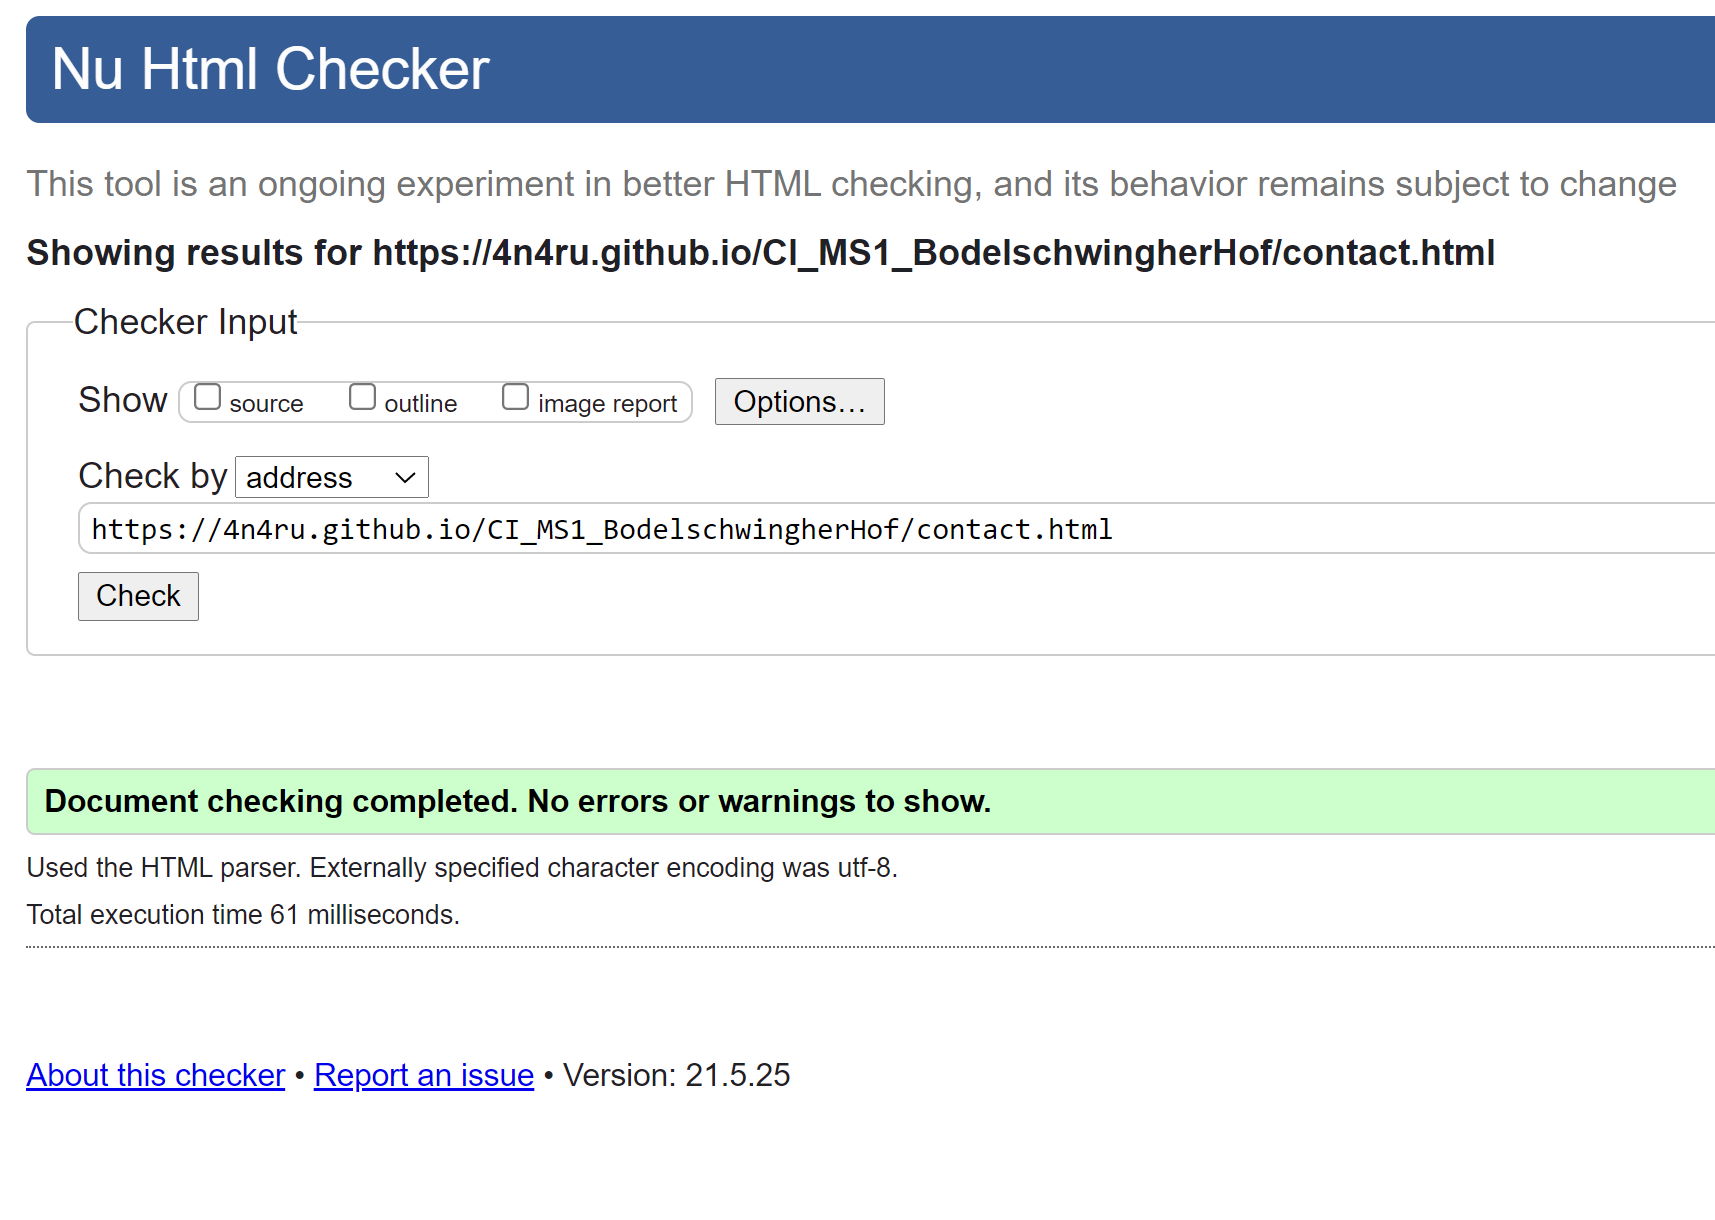 Nu Html Checker
This tool is an ongoing experiment in better HTML checking, and its behavior remains subject to change
Showing results for https://4n4ru.github.io/CI_MS1_BodelschwingherHof/contact.html
Checker Input
Show source outline image report Options…
Check by address
https://4n4ru.github.io/CI_MS1_BodelschwingherHof/contact.html
Check
Document checking completed. No errors or warnings to show.
Used the HTML parser. Externally specified character encoding was utf-8.
Total execution time 61 milliseconds.
About this checker • Report an issue • Version: 21.5.25